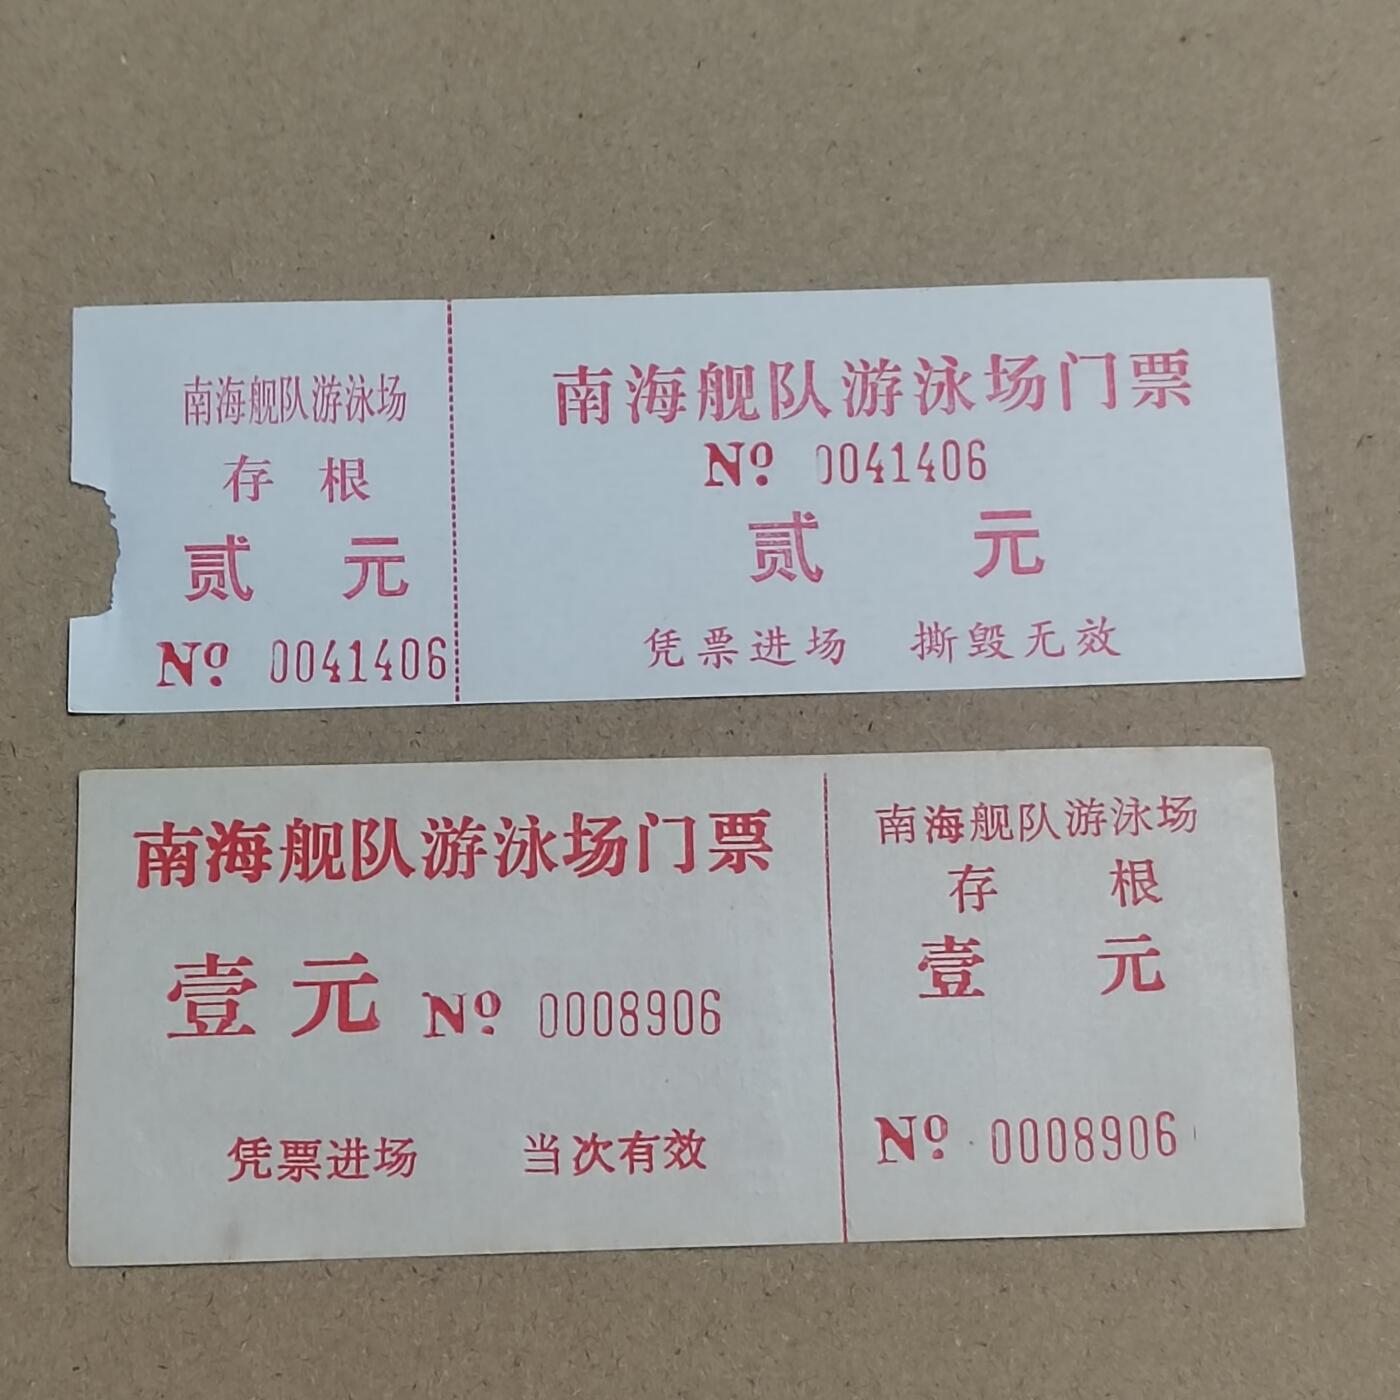 南海舰队游泳场
存 根
贰 元
№ 0041406
南海舰队游泳场门票
№ 0041406
贰 元
凭票进场 撕毁无效
南海舰队游泳场门票
壹元 № 0008906
凭票进场 当次有效
南海舰队游泳场
存 根
壹 元
№ 0008906